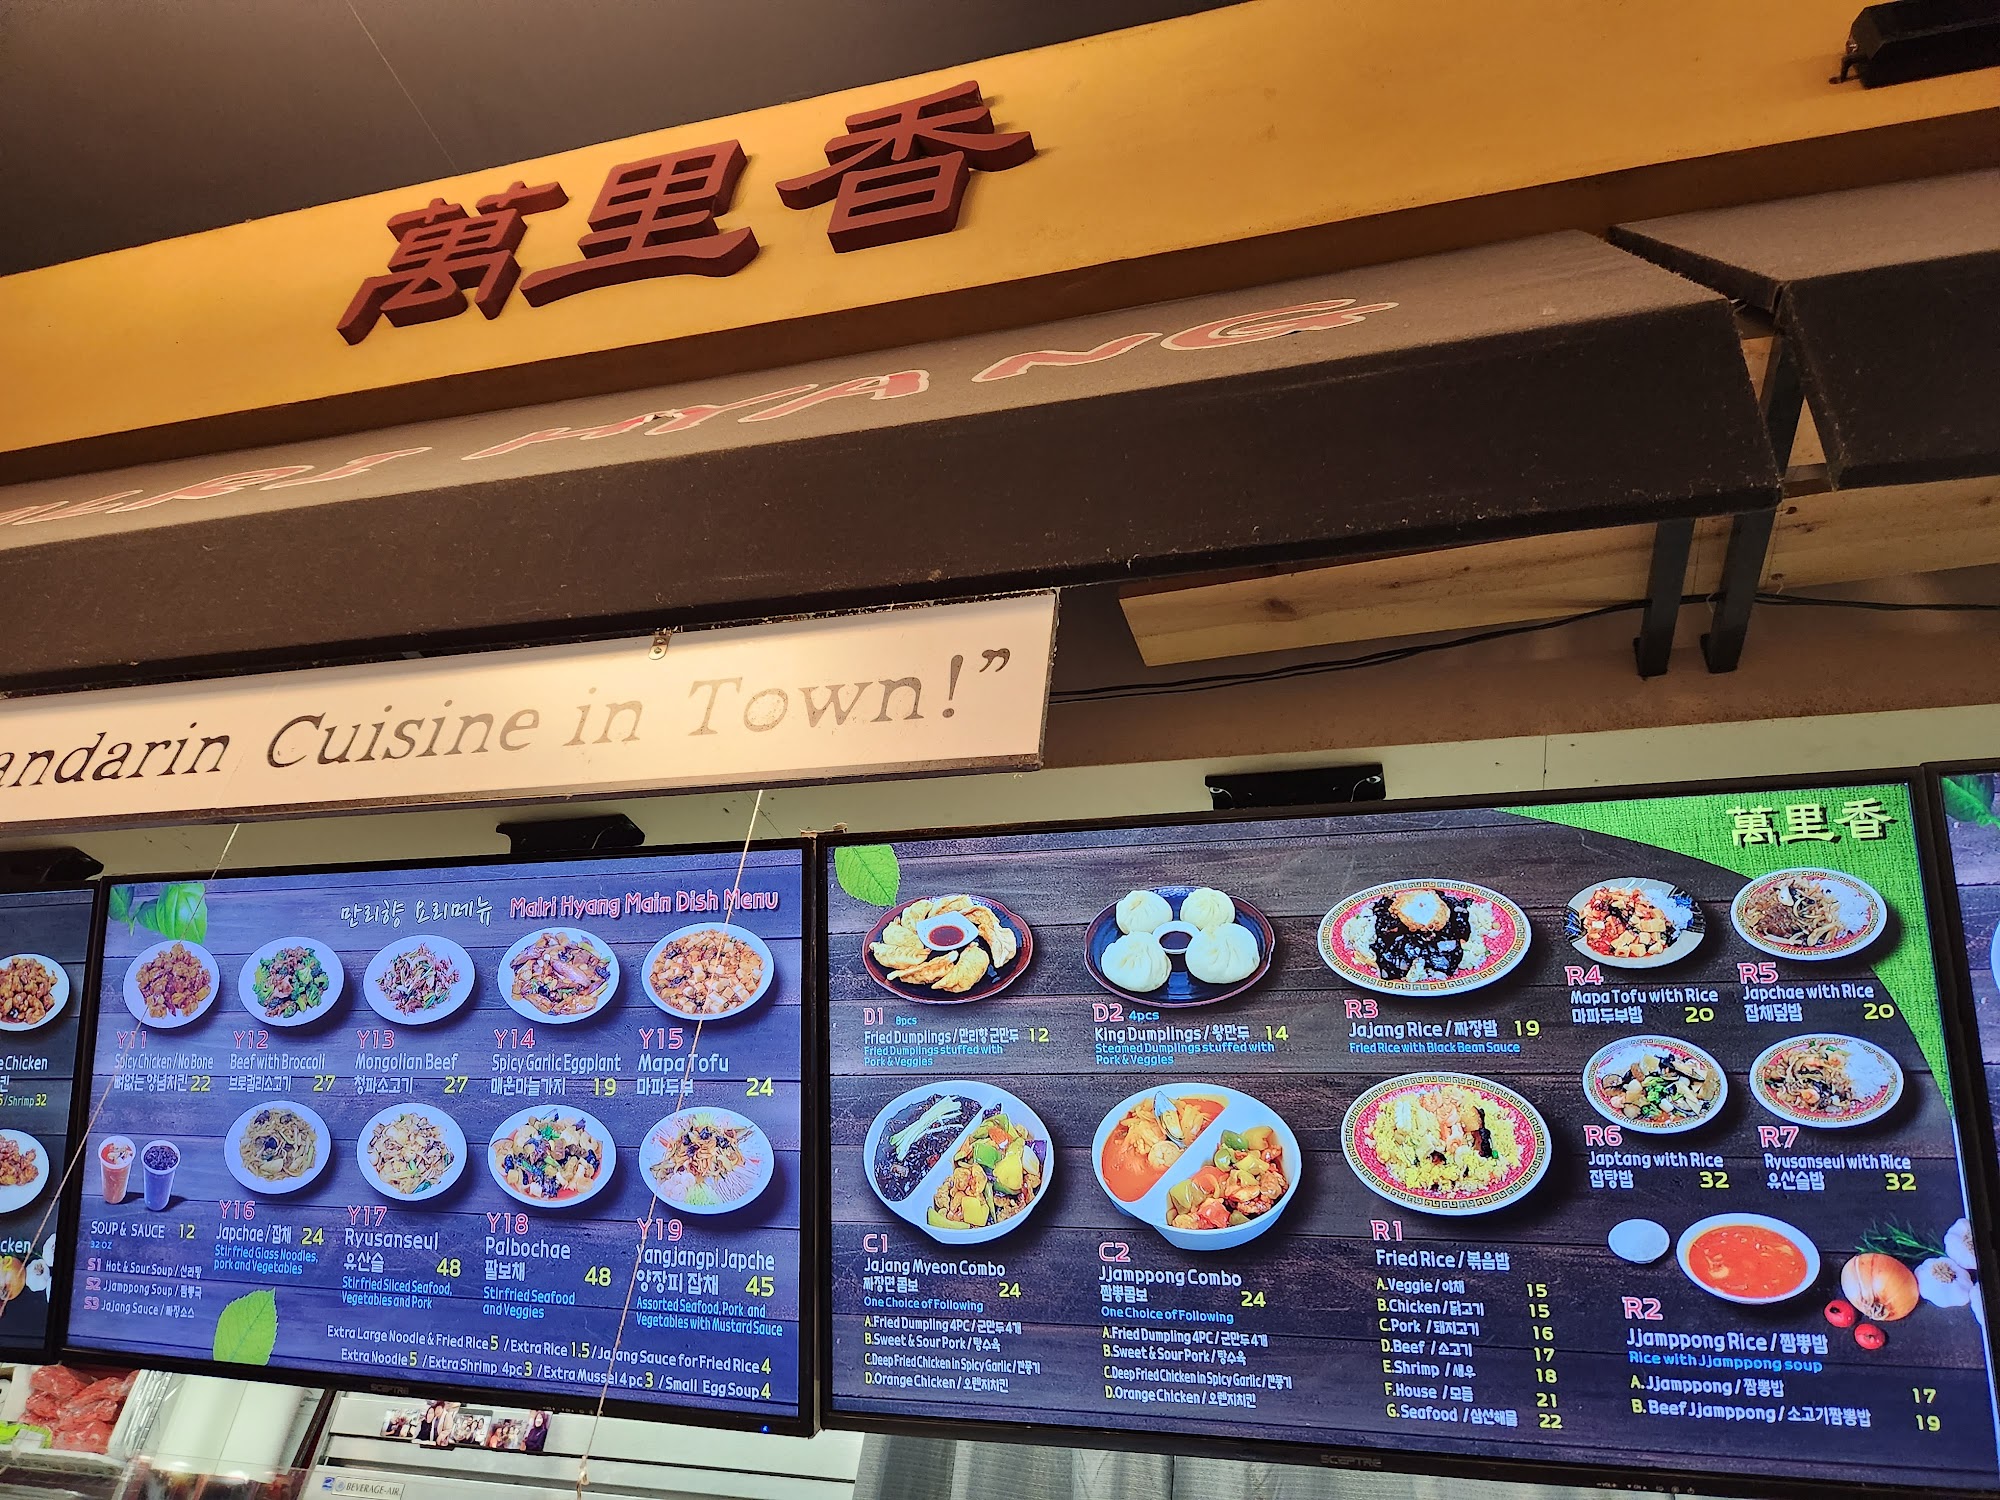 萬里香
HYANG
andarin Cuisine in Town!”
e Chicken
/Shrimp 32
cken
만리향 요리메뉴 Malri Hyang Main Dish Menu
Y11
Spicy Chicken/No Bone
뼈없는 양념치킨 22
Y12
Beef with Broccoli
브로컬리소고기 27
Y13
Mongolian Beef
청파소고기 27
Y14
Spicy Garlic Eggplant
매운마늘가지 19
Y15
Mapa Tofu
마파두부 24
SOUP & SAUCE 12
32 OZ
S1 Hot & Sour Soup / 산라탕
S2 JJamppong Soup / 짬뽕국
S3 Jajang Sauce / 짜장소스
Y16
Japchae / 잡채 24
Stir fried Glass Noodles,
pork and Vegetables
Y17
Ryusanseul
유산슬 48
Stir fried Sliced Seafood,
Vegetables and Pork
Y18
Palbochae
팔보채 48
Stir fried Seafood
and Veggies
Y19
Yangjangpi Japche
양장피 잡채 45
Assorted Seafood, Pork and
Vegetables with Mustard Sauce
Extra Large Noodle & Fried Rice 5 / Extra Rice 1.5 / Jajang Sauce for Fried Rice 4
Extra Noodle 5 / Extra Shrimp 4pc 3 / Extra Mussel 4pc 3 / Small Egg Soup 4
SCEPTRE
BEVERAGE-AIR
萬里香
D1 8pcs
Fried Dumplings / 만리향 군만두 12
Fried Dumplings stuffed with
Pork & Veggies
D2 4pcs
King Dumplings / 왕만두 14
Steamed Dumplings stuffed with
Pork & Veggies
R3
Jajang Rice / 짜장밥 19
Fried Rice with Black Bean Sauce
R4
Mapa Tofu with Rice
마파두부밥 20
R5
Japchae with Rice
잡채덮밥 20
C1
Jajang Myeon Combo
짜장면 콤보 24
One Choice of Following
A.Fried Dumpling 4PC / 군만두 4개
B.Sweet & Sour Pork / 탕수육
C.Deep Fried Chicken in Spicy Garlic / 깐풍기
D.Orange Chicken / 오렌지치킨
C2
JJamppong Combo
짬뽕콤보 24
One Choice of Following
A.Fried Dumpling 4PC / 군만두 4개
B.Sweet & Sour Pork / 탕수육
C.Deep Fried Chicken in Spicy Garlic / 깐풍기
D.Orange Chicken / 오렌지치킨
R1
Fried Rice / 볶음밥
A.Veggie / 야채 15
B.Chicken / 닭고기 15
C.Pork / 돼지고기 16
D.Beef / 소고기 17
E.Shrimp / 새우 18
F.House / 모듬 21
G.Seafood / 삼선해물 22
R6
Japtang with Rice
잡탕밥 32
R7
Ryusanseul with Rice
유산슬밥 32
R2
JJamppong Rice / 짬뽕밥
Rice with JJamppong soup
A.JJamppong / 짬뽕밥 17
B.Beef JJamppong / 소고기짬뽕밥 19
SCEPTRE